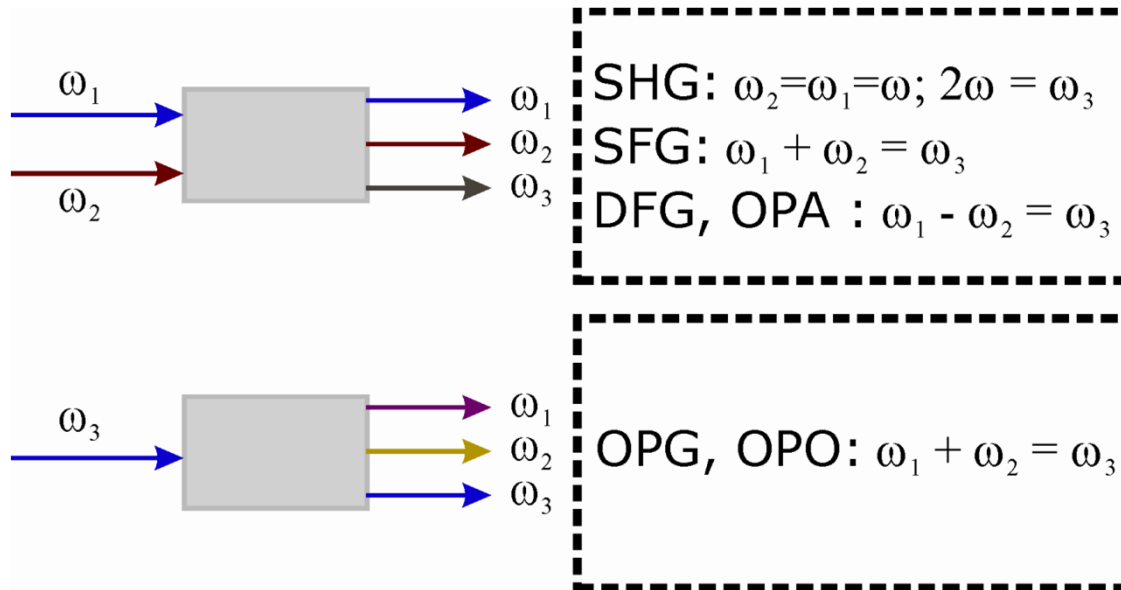 ω₁
ω₂
ω₁
ω₂
ω₃
SHG: ω₂=ω₁=ω; 2ω = ω₃
SFG: ω₁ + ω₂ = ω₃
DFG, OPA : ω₁ - ω₂ = ω₃
ω₃
ω₁
ω₂
ω₃
OPG, OPO: ω₁ + ω₂ = ω₃